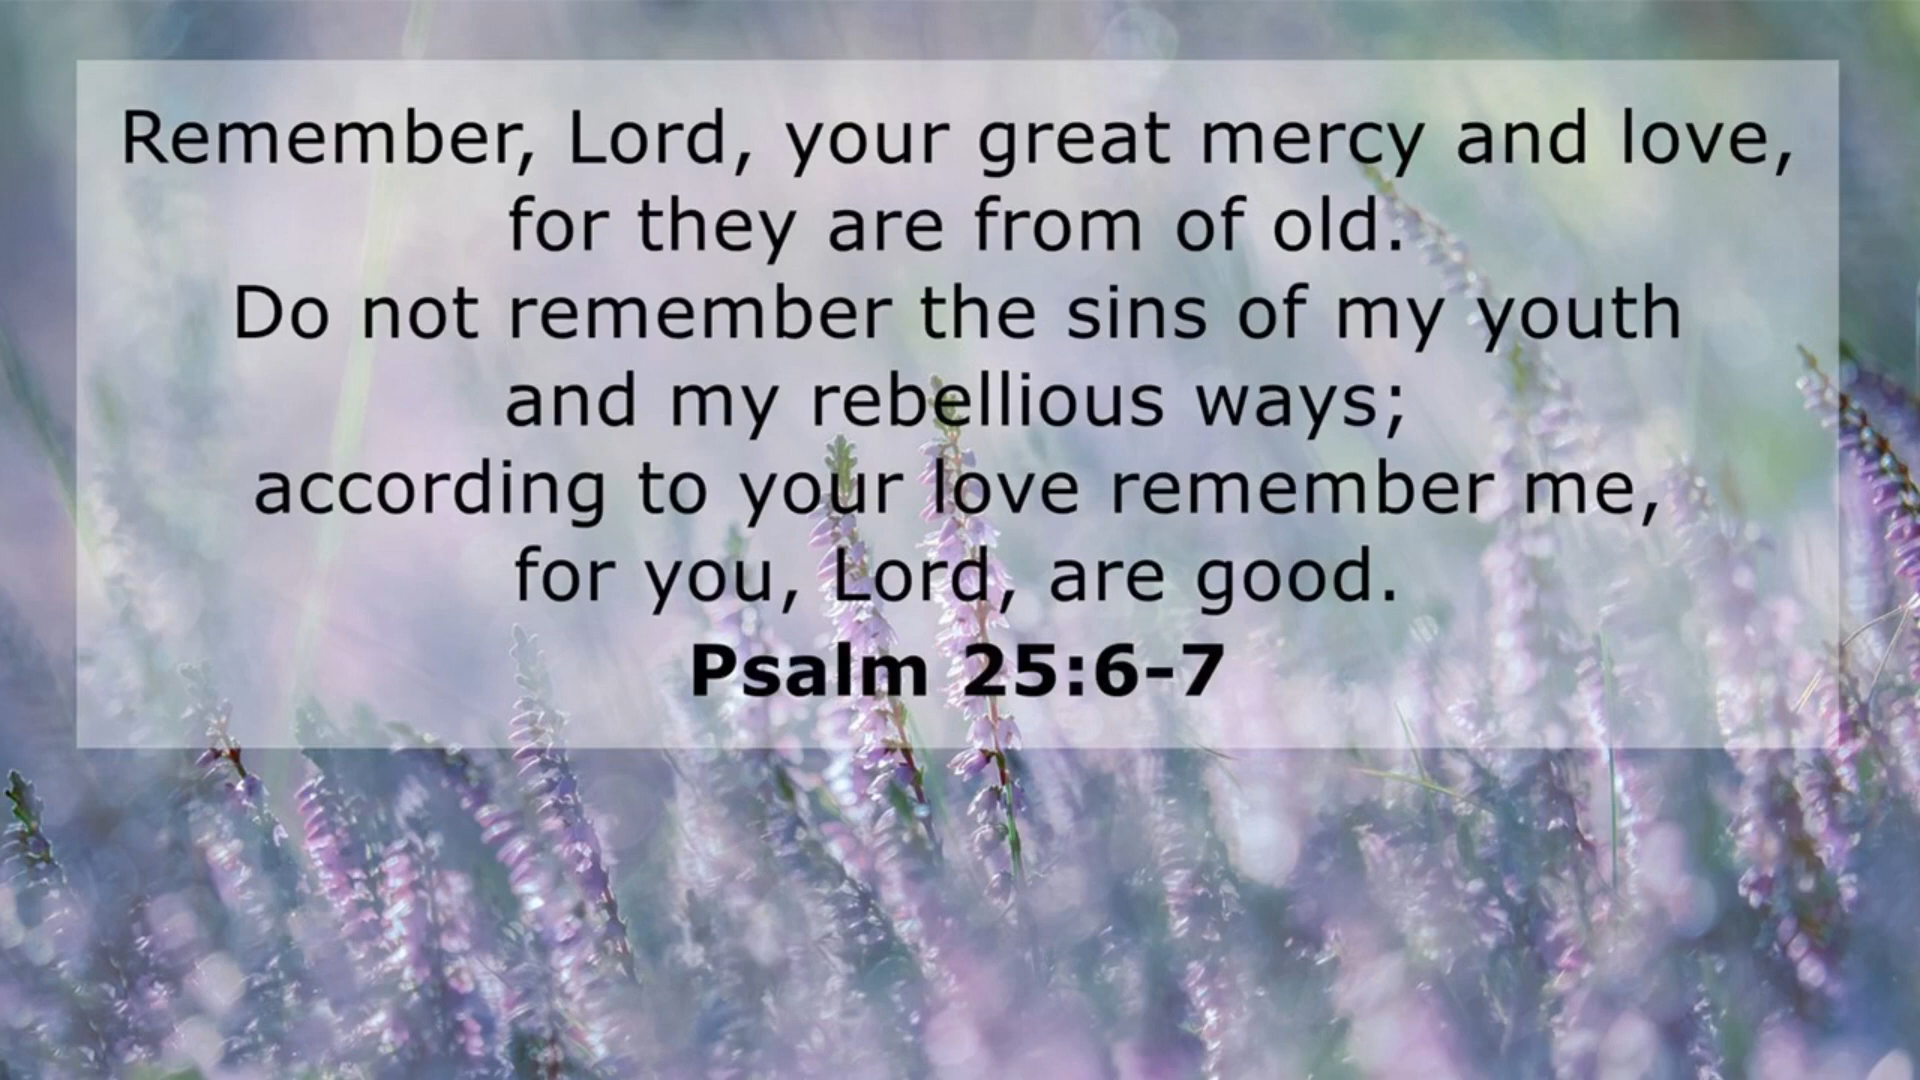 Remember, Lord, your great mercy and love,
for they are from of old.
Do not remember the sins of my youth
and my rebellious ways;
according to your love remember me,
for you, Lord, are good.
Psalm 25:6-7